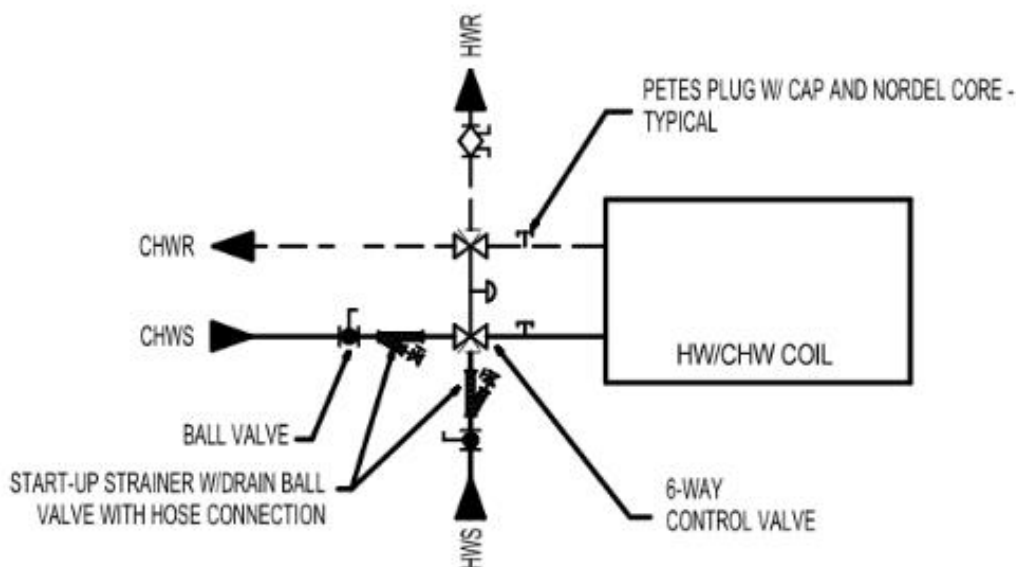 HWR
PETES PLUG W/ CAP AND NORDEL CORE -
TYPICAL
CHWR
CHWS
HW/CHW COIL
BALL VALVE
START-UP STRAINER W/DRAIN BALL
VALVE WITH HOSE CONNECTION
6-WAY
CONTROL VALVE
HWS